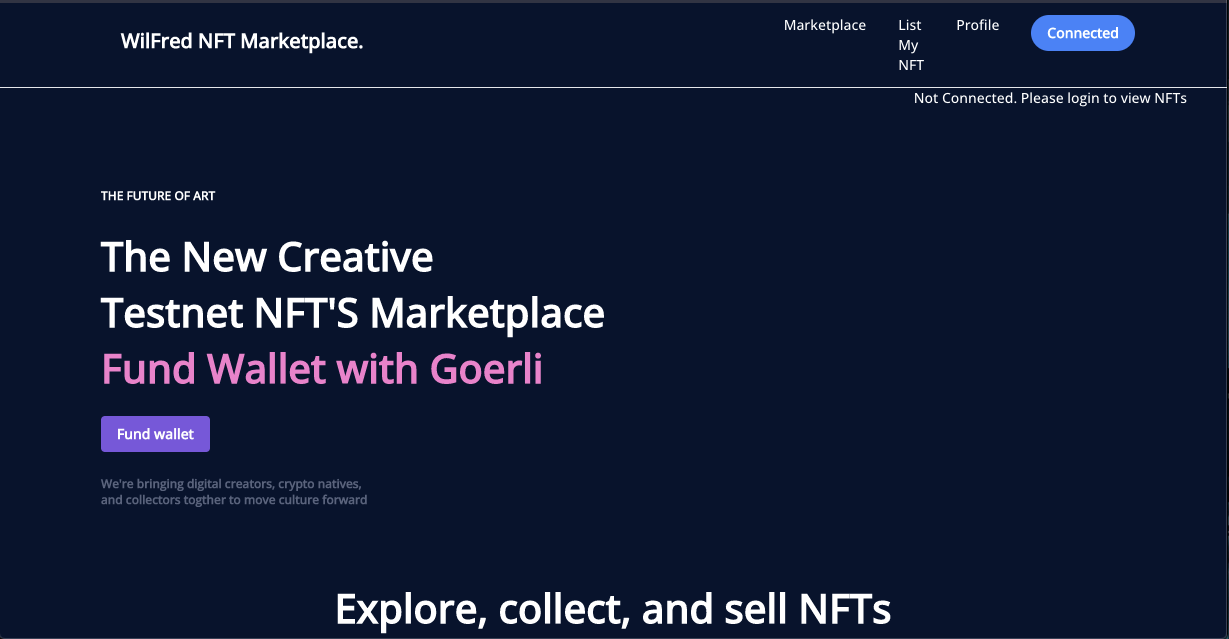 WilFred NFT Marketplace.
Marketplace
List
My
NFT
Profile
Connected
Not Connected. Please login to view NFTs
THE FUTURE OF ART
The New Creative
Testnet NFT'S Marketplace
Fund Wallet with Goerli
Fund wallet
We're bringing digital creators, crypto natives,
and collectors togther to move culture forward
Explore, collect, and sell NFTs